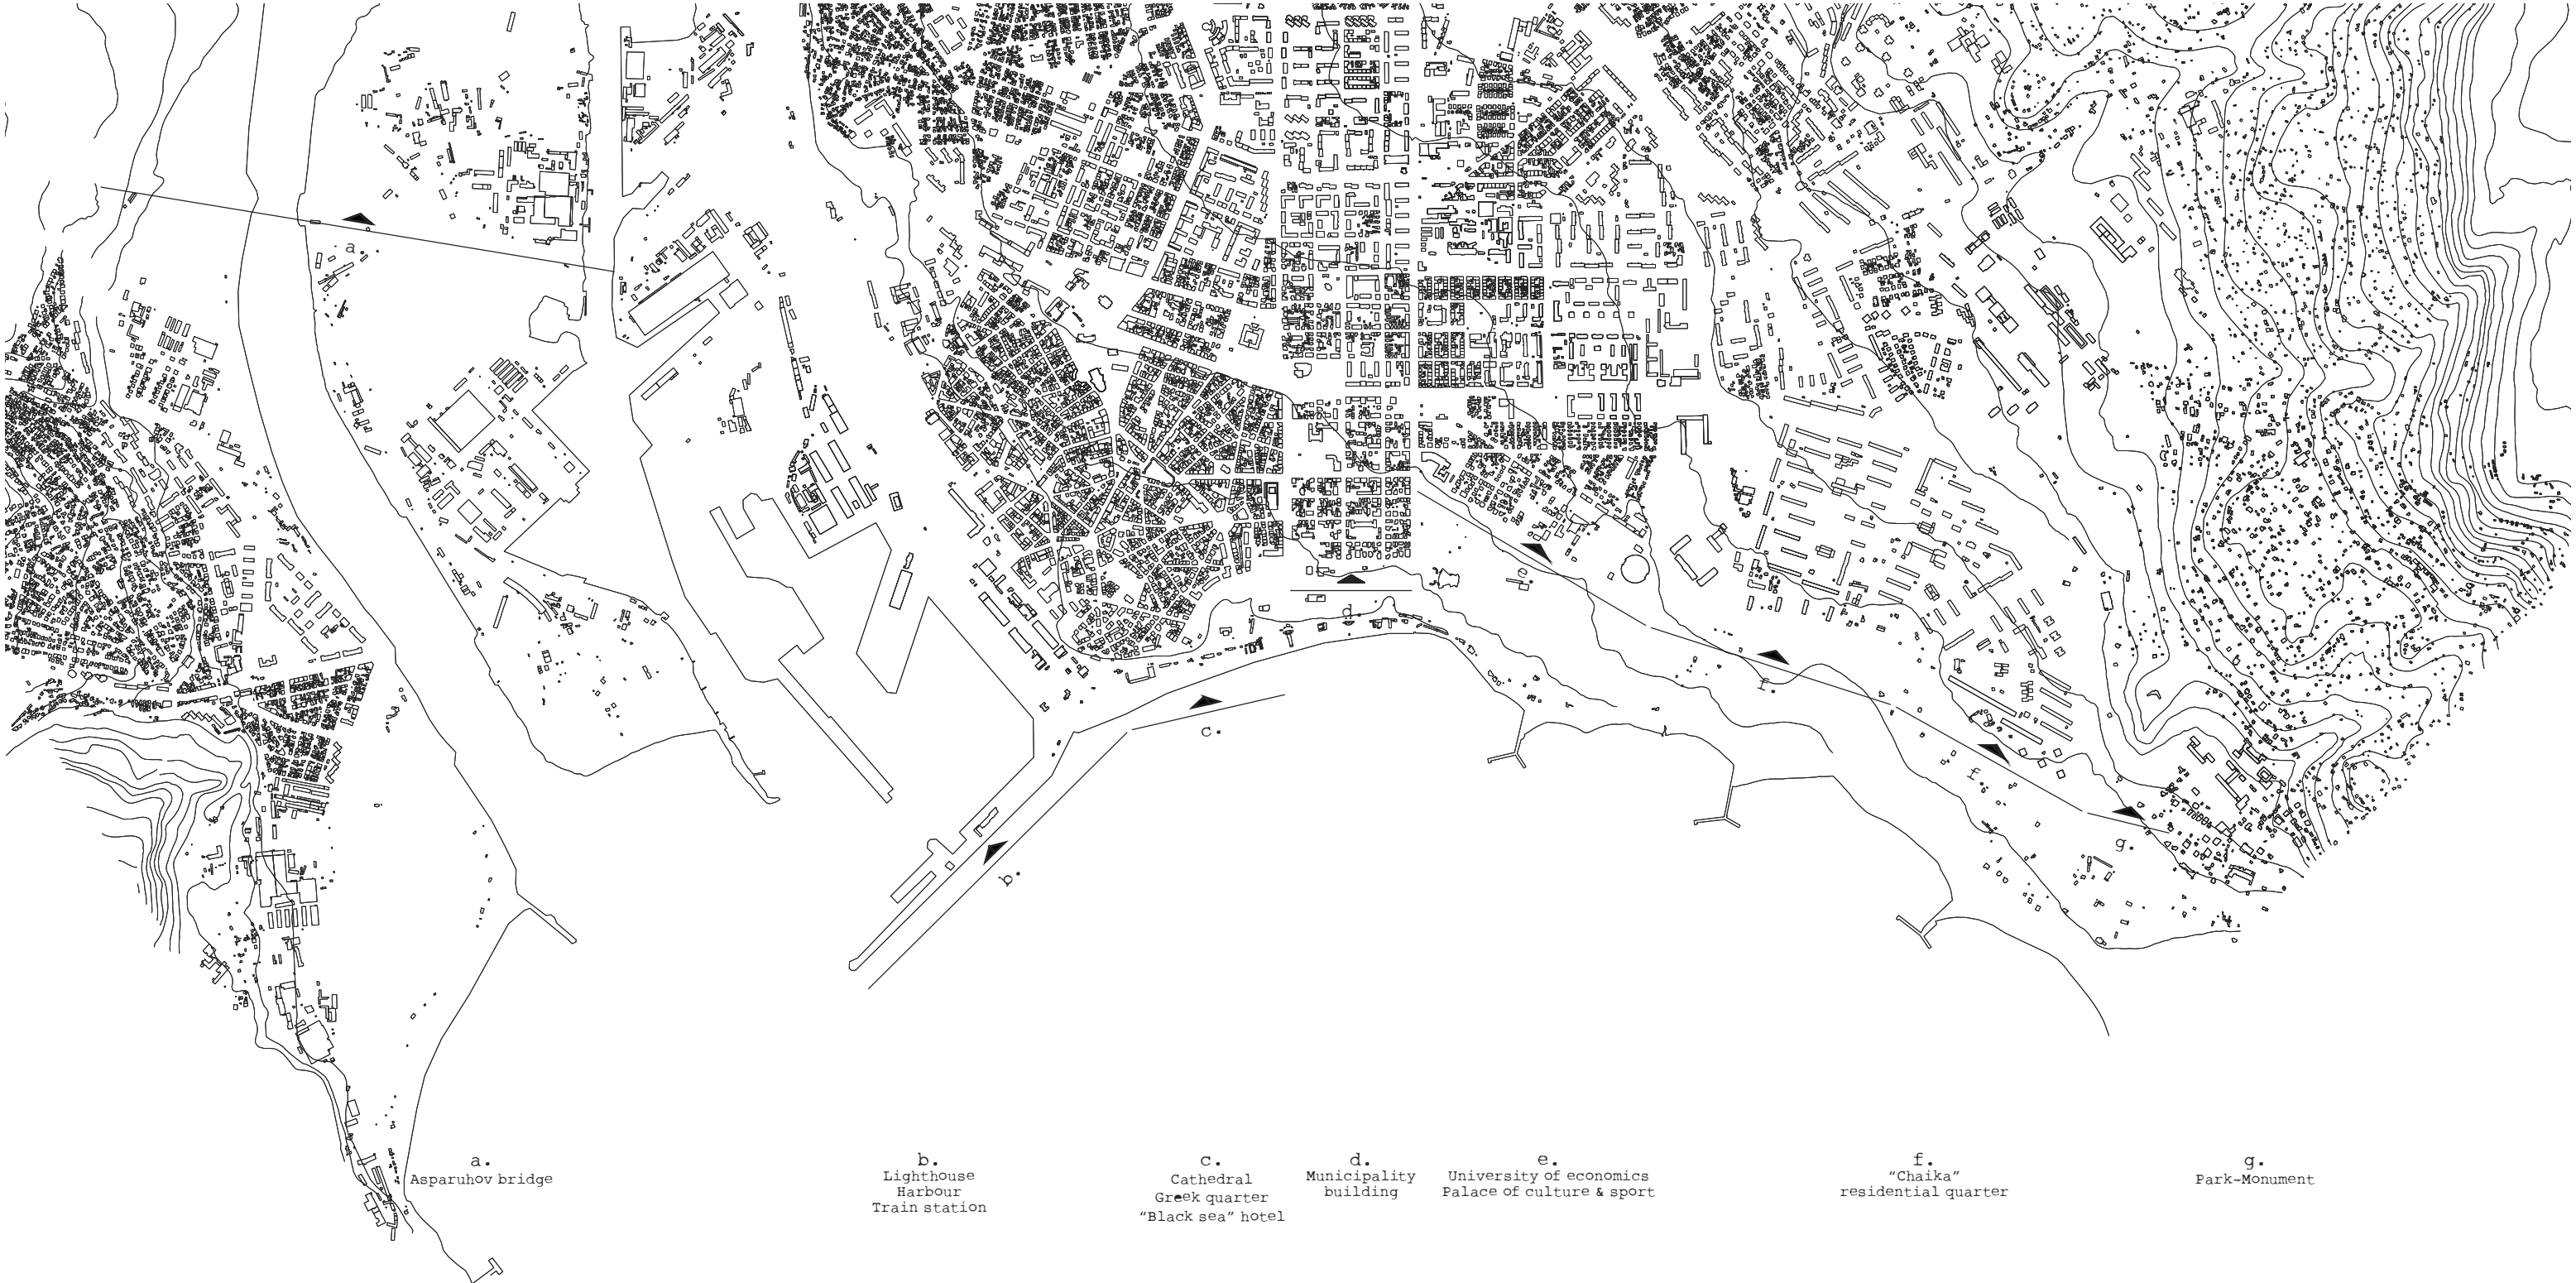 a.
a.
Asparuhov bridge
b.
b.
Lighthouse
Harbour
Train station
c.
c.
Cathedral
Greek quarter
“Black sea” hotel
d.
d.
Municipality
building
e.
e.
University of economics
Palace of culture & sport
f.
f.
f.
“Chaika”
residential quarter
g.
g.
Park-Monument